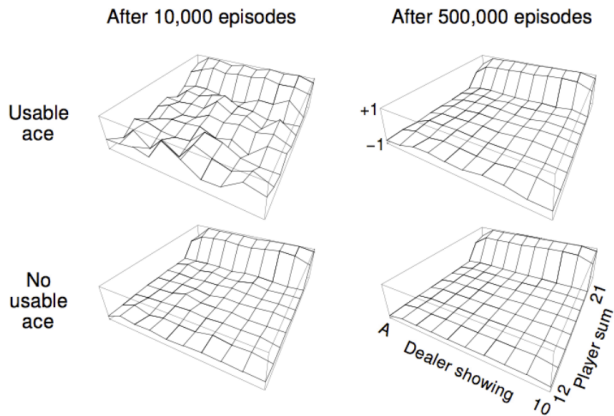 After 10,000 episodes
After 500,000 episodes
Usable
ace
+1
−1
No
usable
ace
A
Dealer showing
10
12
Player sum
21